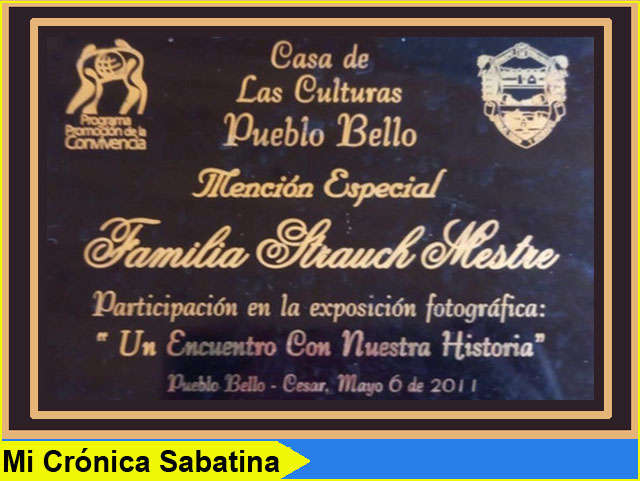 Programa
Promoción de la
Convivencia
Casa de
Las Culturas
Pueblo Bello
Mención Especial
Familia Strauch Mestre
Participación en la exposición fotográfica:
" Un Encuentro Con Nuestra Historia"
Pueblo Bello - Cesar, Mayo 6 de 2011
Mi Crónica Sabatina